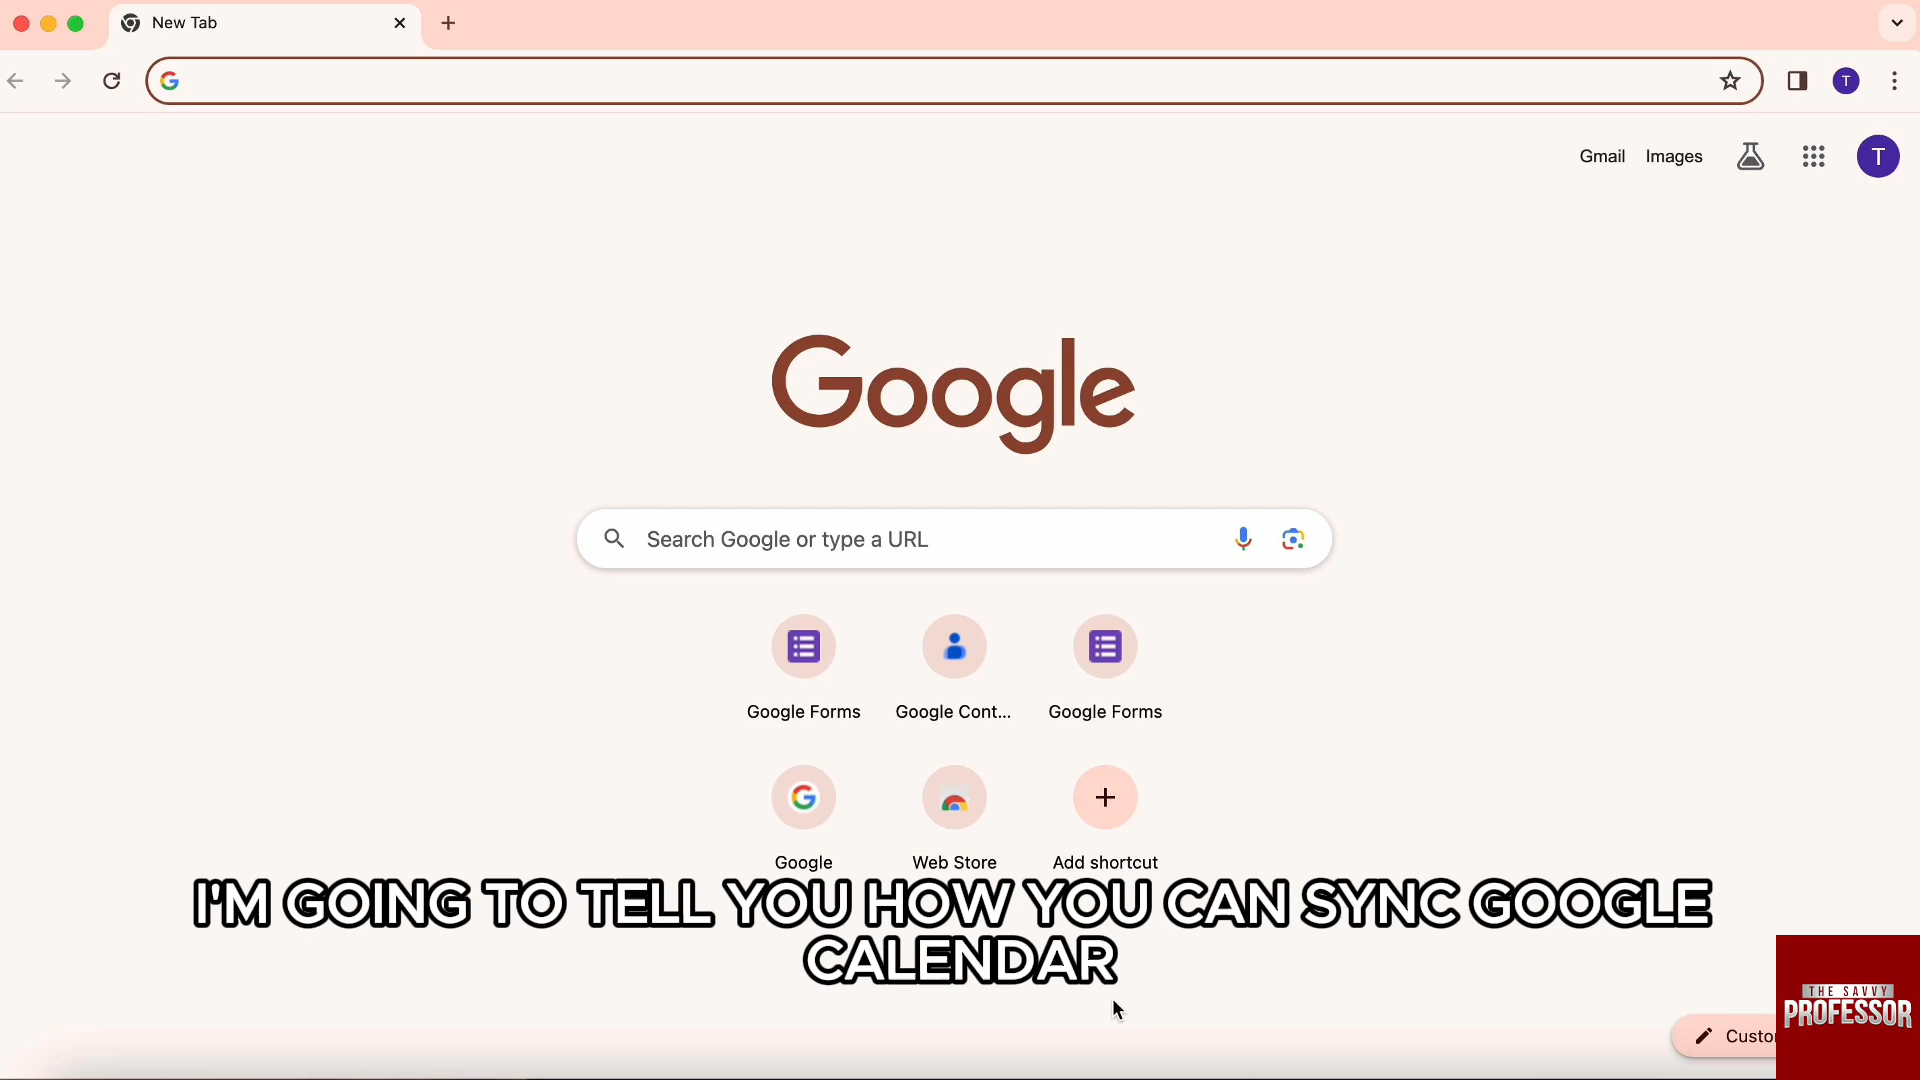 New Tab
T
Gmail Images
T
Google
Search Google or type a URL
Google Forms Google Cont... Google Forms
Google Web Store Add shortcut
I'M GOING TO TELL YOU HOW YOU CAN SYNC GOOGLE
CALENDAR
THE SAVVY
PROFESSOR
Custo